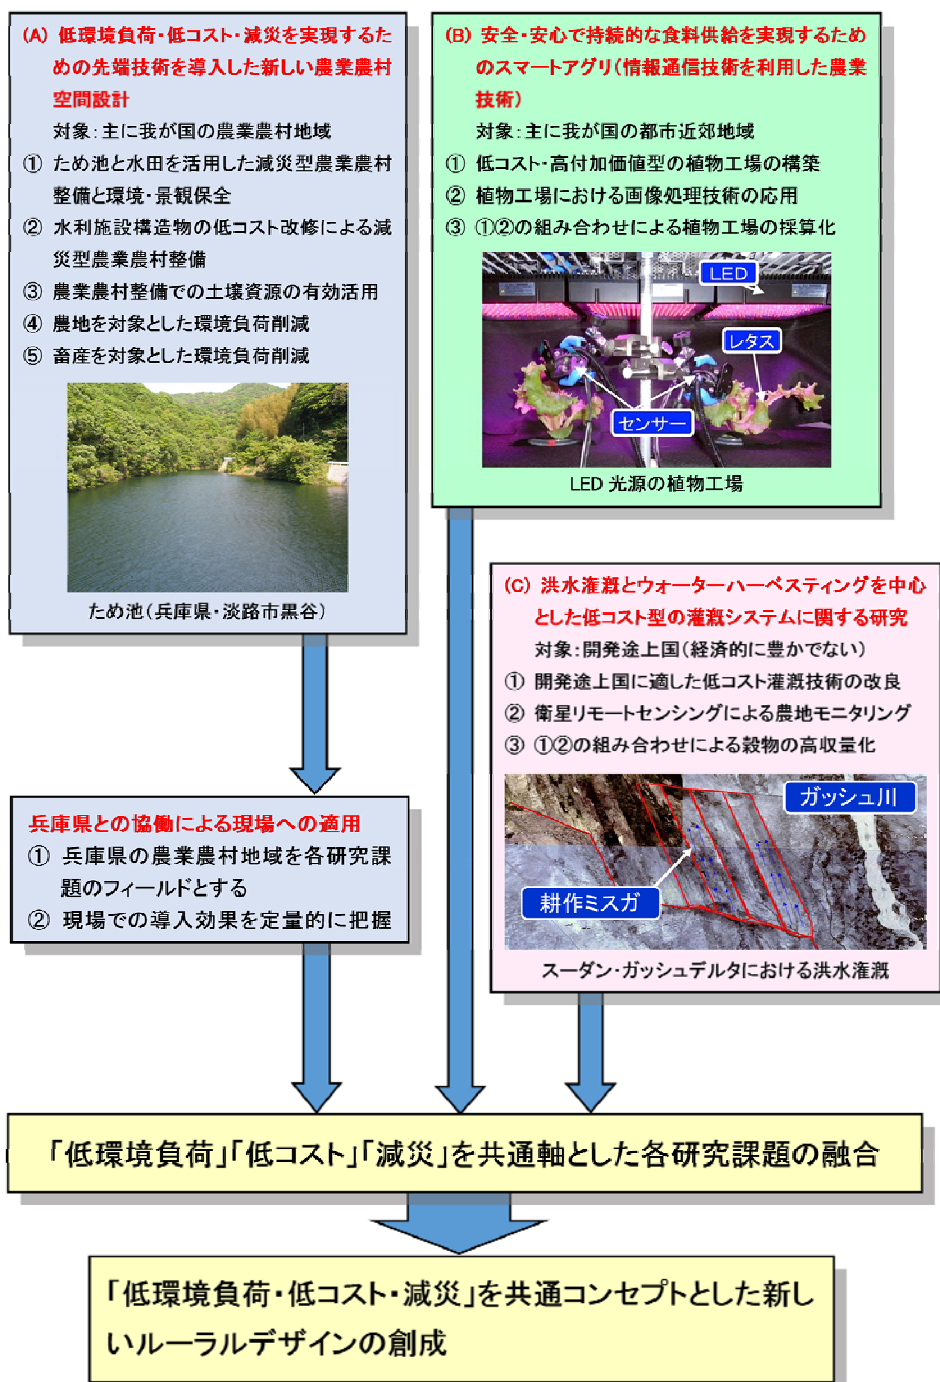 (A) 低環境負荷・低コスト・減災を実現するた
めの先端技術を導入した新しい農業農村
空間設計
対象：主に我が国の農業農村地域
① ため池と水田を活用した減災型農業農村
整備と環境・景観保全
② 水利施設構造物の低コスト改修による減
災型農業農村整備
③ 農業農村整備での土壌資源の有効活用
④ 農地を対象とした環境負荷削減
⑤ 畜産を対象とした環境負荷削減
ため池（兵庫県・淡路市黒谷）
(B) 安全・安心で持続的な食料供給を実現するため
のスマートアグリ（情報通信技術を利用した農業
技術）
対象：主に我が国の都市近郊地域
① 低コスト・高付加価値型の植物工場の構築
② 植物工場における画像処理技術の応用
③ ①②の組み合わせによる植物工場の採算化
LED
レタス
センサー
LED 光源の植物工場
(C) 洪水灌漑とウォーターハーベスティングを中心
とした低コスト型の灌漑システムに関する研究
対象：開発途上国（経済的に豊かでない）
① 開発途上国に適した低コスト灌漑技術の改良
② 衛星リモートセンシングによる農地モニタリング
③ ①②の組み合わせによる穀物の高収量化
ガッシュ川
耕作ミスガ
スーダン・ガッシュデルタにおける洪水灌漑
兵庫県との協働による現場への適用
① 兵庫県の農業農村地域を各研究課
題のフィールドとする
② 現場での導入効果を定量的に把握
「低環境負荷」「低コスト」「減災」を共通軸とした各研究課題の融合
「低環境負荷・低コスト・減災」を共通コンセプトとした新し
いルーラルデザインの創成